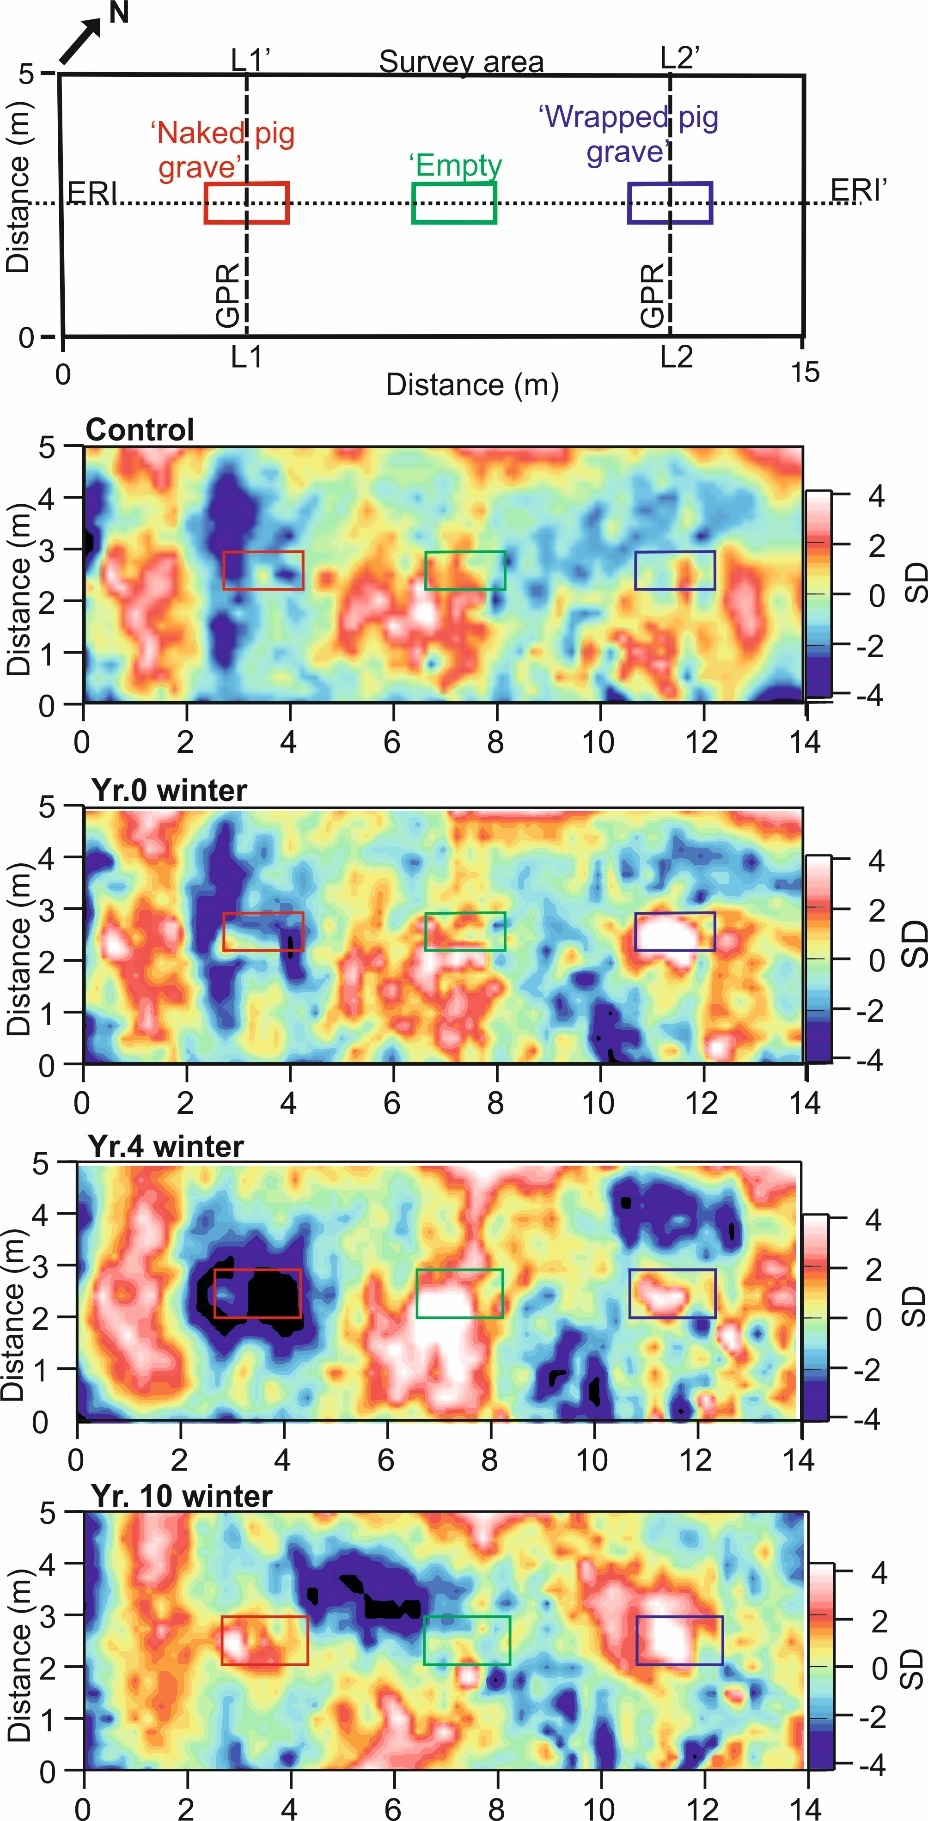 N
L1’ Survey area L2’
5
‘Naked pig
grave’
‘Wrapped pig
grave’
‘Empty
ERI
ERI’
Distance (m)
GPR
GPR
0
L1
L2
0
15
Distance (m)
Control
5
4
3
2
1
0
Distance (m)
0 2 4 6 8 10 12 14
4
2
0
-2
-4
SD
Yr.0 winter
5
4
3
2
1
0
Distance (m)
0 2 4 6 8 10 12 14
4
2
0
-2
-4
SD
Yr.4 winter
5
4
3
2
1
0
Distance (m)
0 2 4 6 8 10 12 14
4
2
0
-2
-4
SD
Yr. 10 winter
5
4
3
2
1
0
Distance (m)
0 2 4 6 8 10 12 14
4
2
0
-2
-4
SD